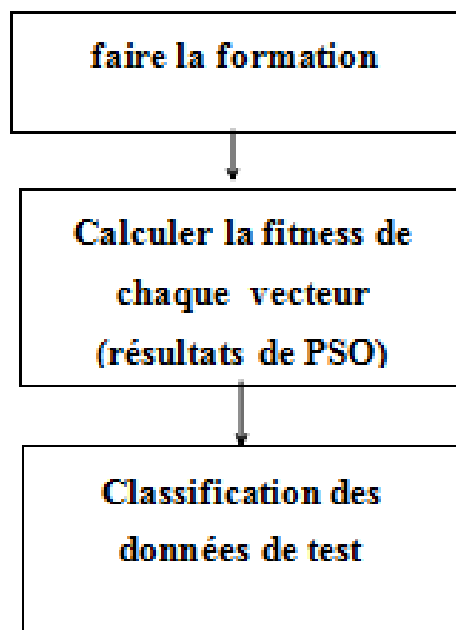 faire la formation
Calculer la fitness de
chaque vecteur
(résultats de PSO)
Classification des
données de test